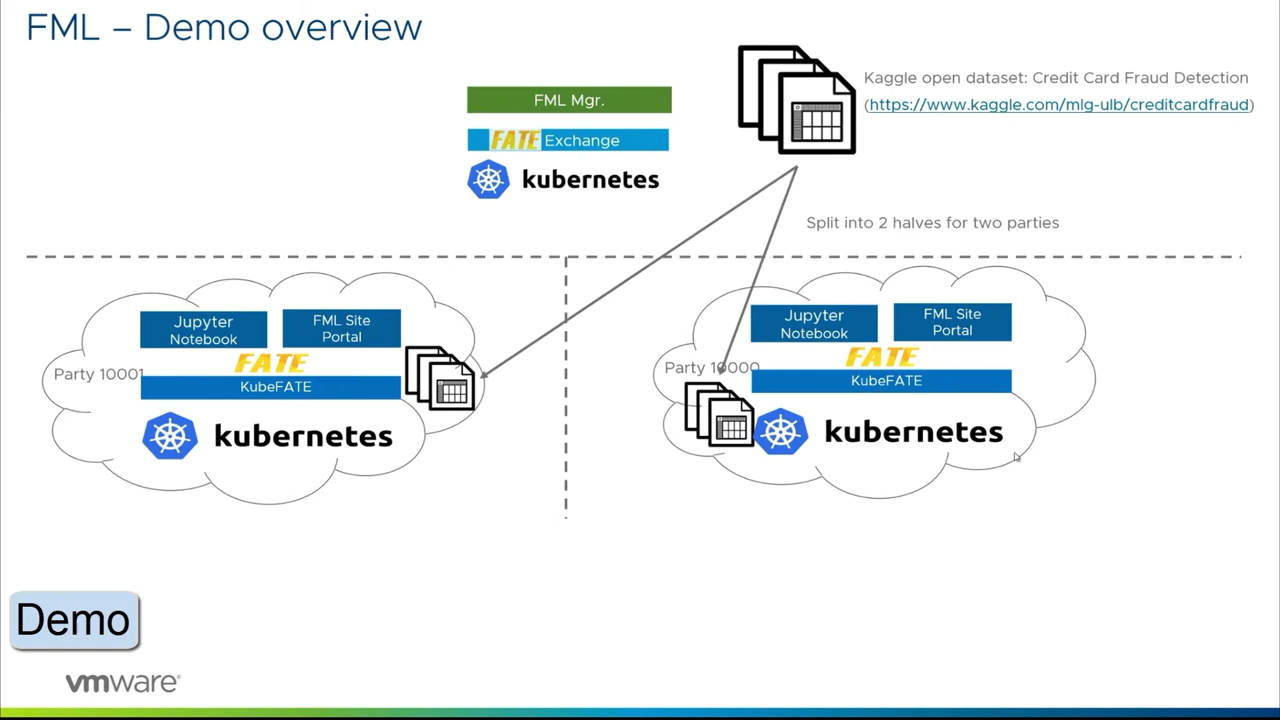 FML – Demo overview
FML Mgr.
FATE Exchange
kubernetes
Kaggle open dataset: Credit Card Fraud Detection
(https://www.kaggle.com/mlg-ulb/creditcardfraud)
Split into 2 halves for two parties
Jupyter
Notebook
FML Site
Portal
FATE
Party 10001
KubeFATE
kubernetes
Jupyter
Notebook
FML Site
Portal
FATE
Party 10000
KubeFATE
kubernetes
Demo
vmware®